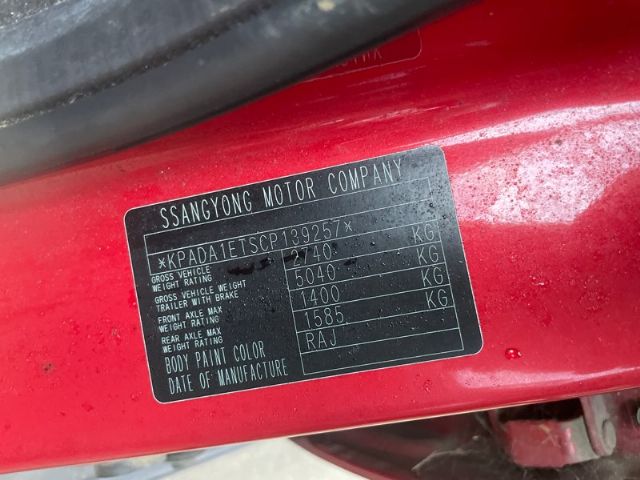 SSANGYONG MOTOR COMPANY
*KPADA1ETSCP139257*
GROSS VEHICLE
WEIGHT RATING 2740 KG
GROSS VEHICLE WEIGHT
TRAILER WITH BRAKE 5040 KG
FRONT AXLE MAX
WEIGHT RATING 1400 KG
REAR AXLE MAX
WEIGHT RATING 1585 KG
BODY PAINT COLOR RAJ
DATE OF MANUFACTURE